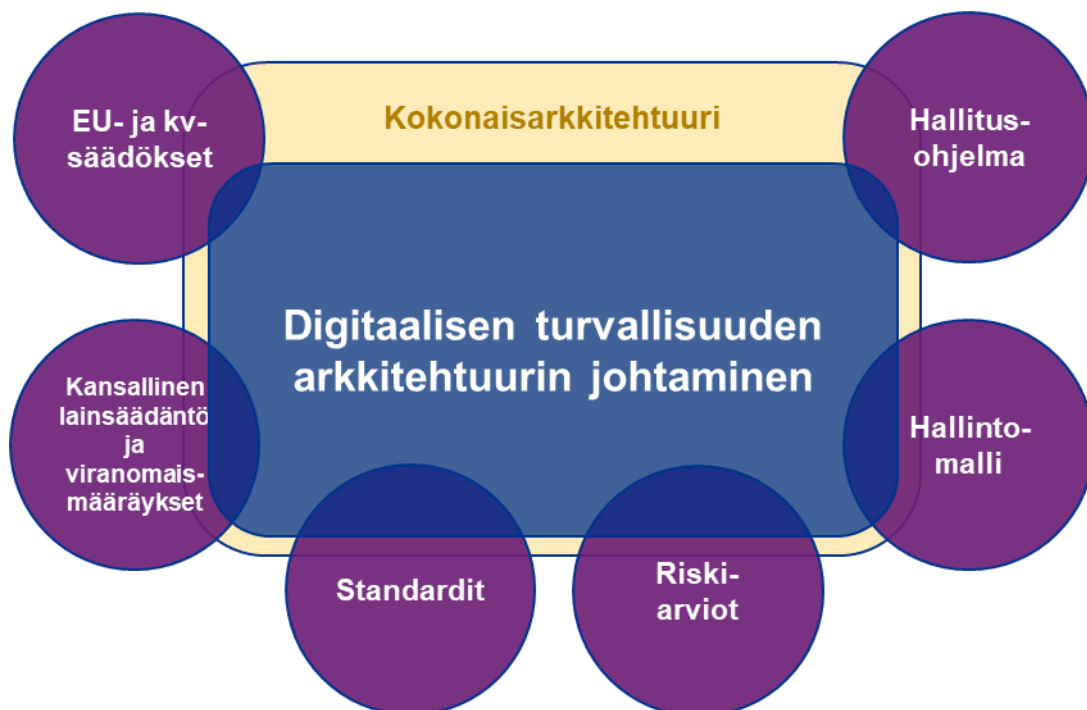 Kokonaisarkkitehtuuri
EU- ja kv-
säädökset
Hallitus-
ohjelma
Digitaalisen turvallisuuden
arkkitehtuurin johtaminen
Kansallinen
lainsäädäntö
ja
viranomais-
määräykset
Hallinto-
malli
Standardit
Riski-
arviot